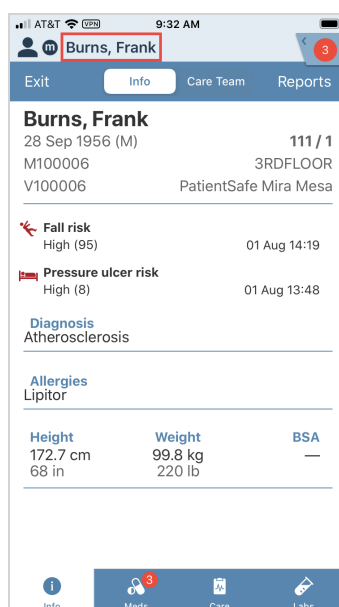 AT&T VPN 9:32 AM
m Burns, Frank 3
Exit Info Care Team Reports
Burns, Frank
28 Sep 1956 (M) 111 / 1
M100006 3RDFLOOR
V100006 PatientSafe Mira Mesa
Fall risk
High (95) 01 Aug 14:19
Pressure ulcer risk
High (8) 01 Aug 13:48
Diagnosis
Atherosclerosis
Allergies
Lipitor
Height Weight BSA
172.7 cm 99.8 kg —
68 in 220 lb
i 3
Info Meds Care Labs